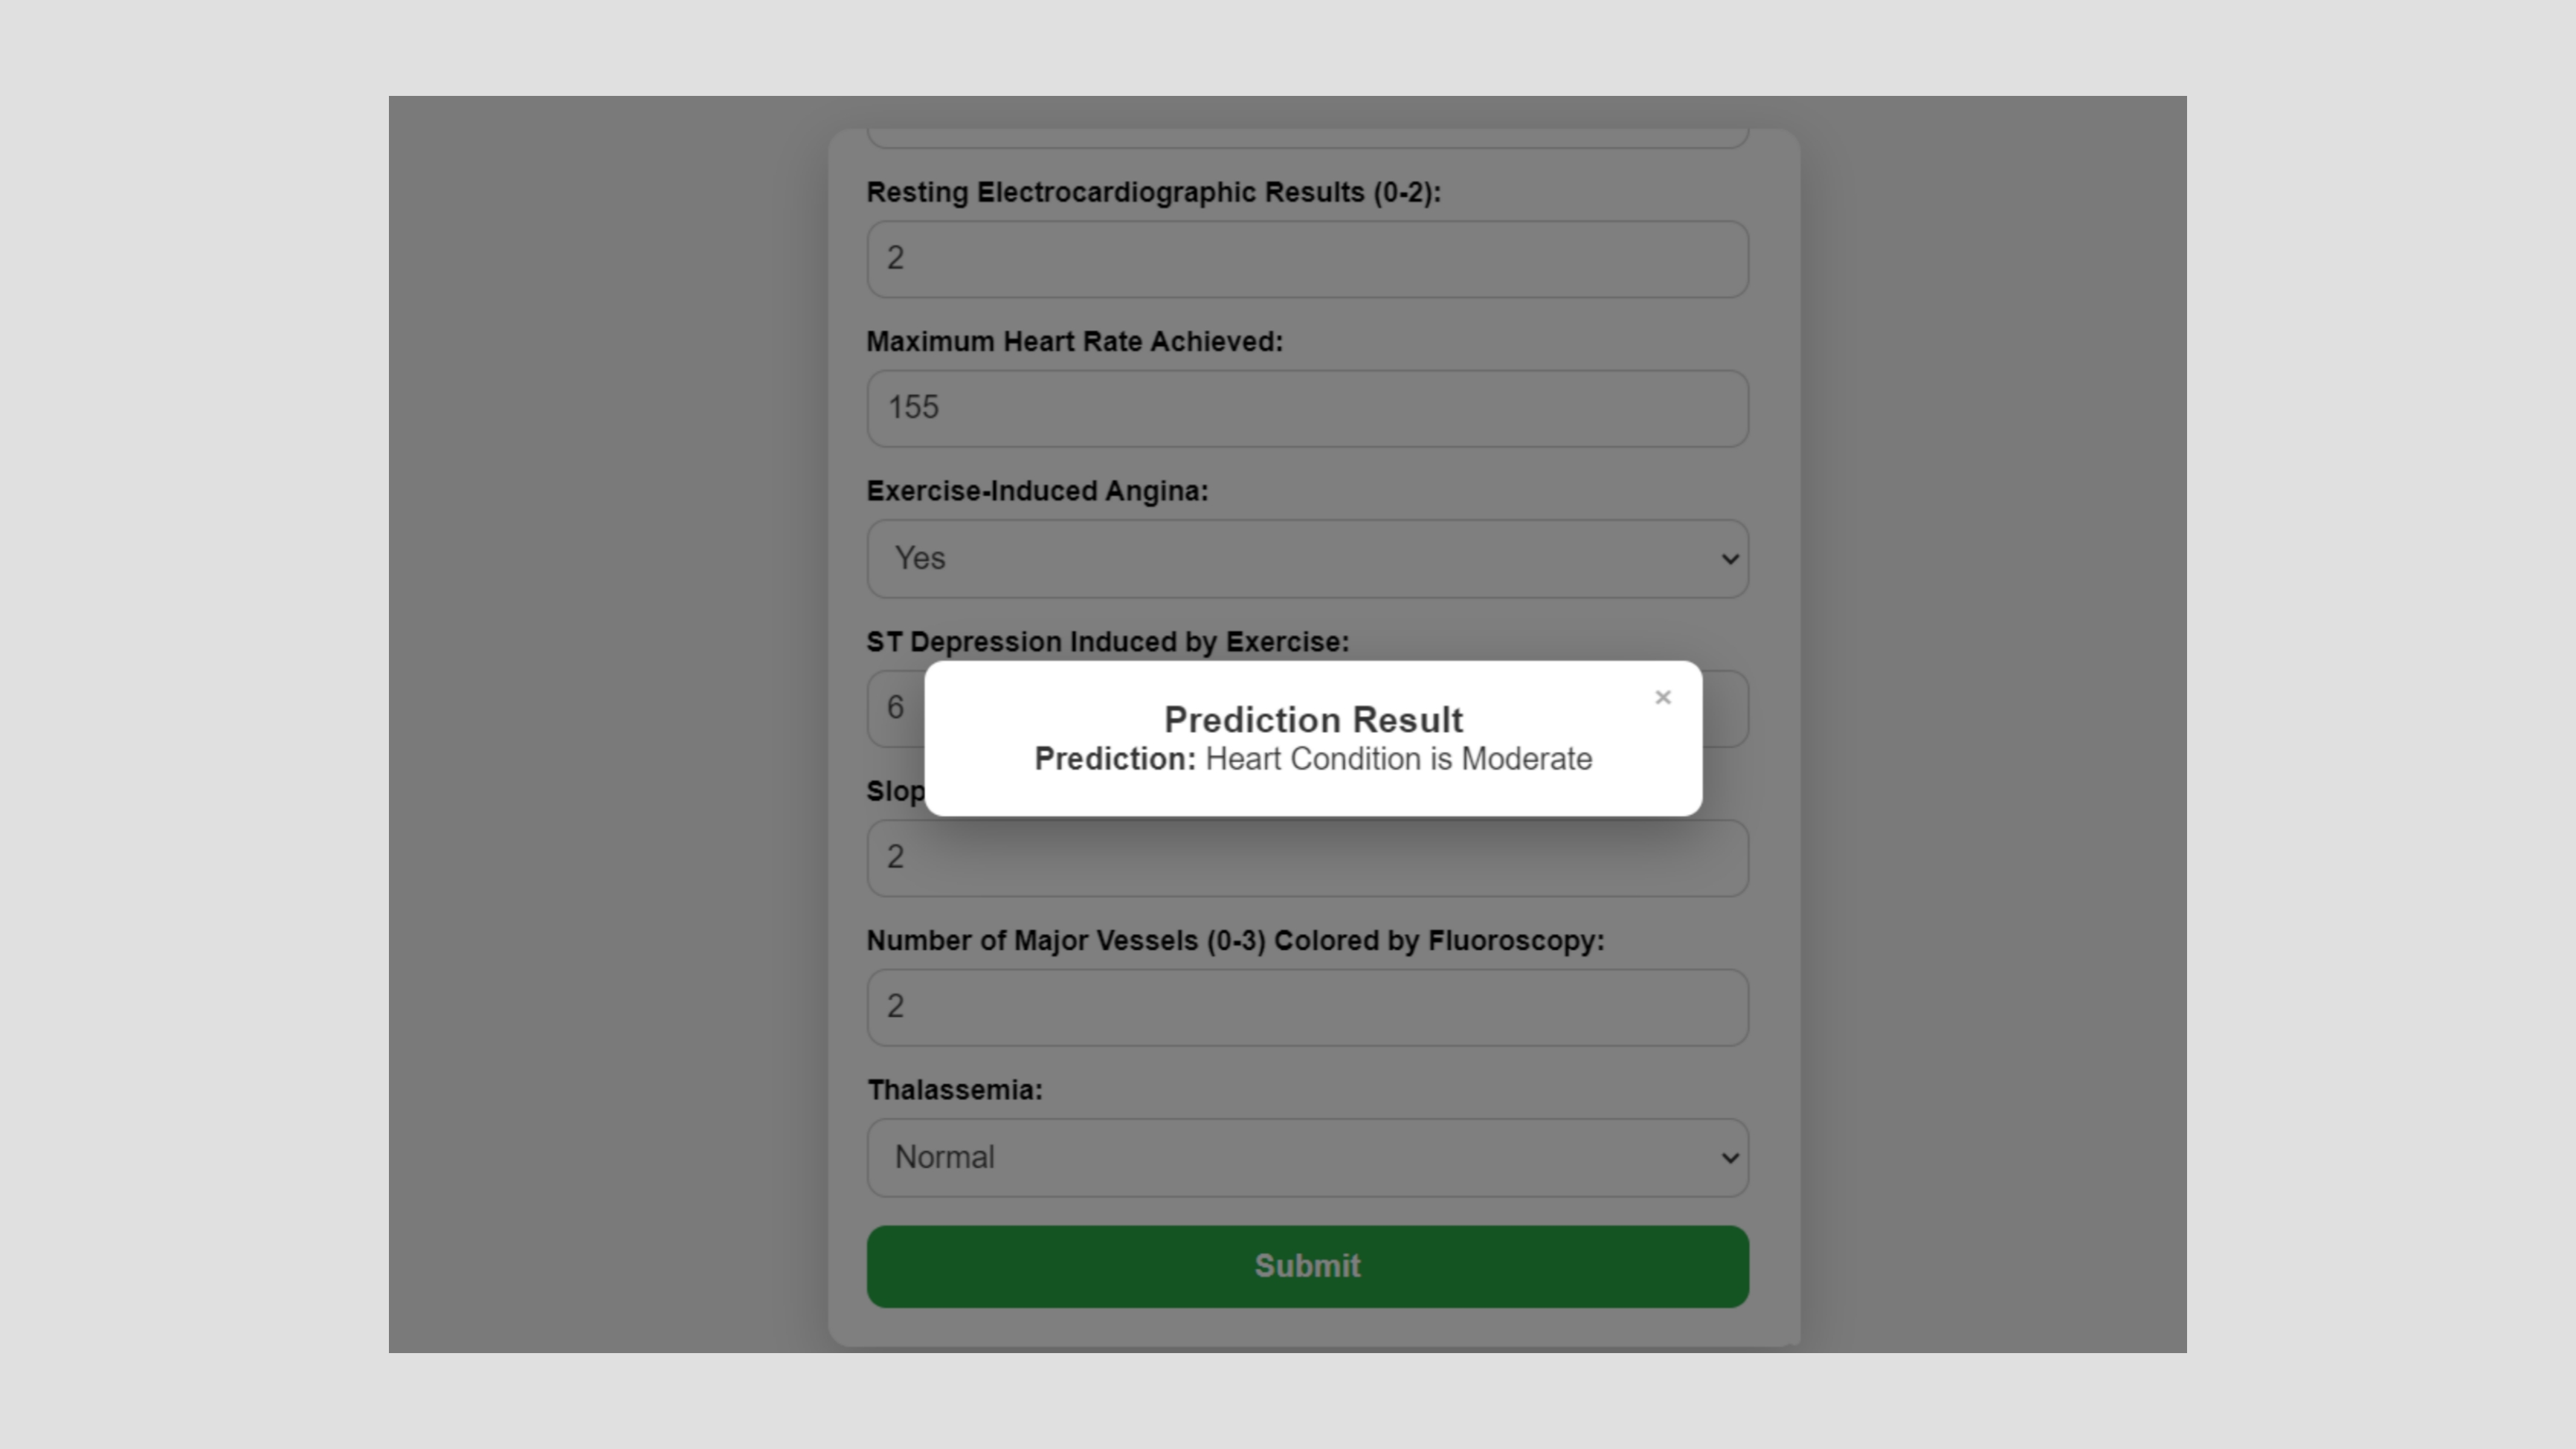 Resting Electrocardiographic Results (0-2):
2
Maximum Heart Rate Achieved:
155
Exercise-Induced Angina:
Yes
ST Depression Induced by Exercise:
6
×
Prediction Result
Prediction: Heart Condition is Moderate
Slop
2
Number of Major Vessels (0-3) Colored by Fluoroscopy:
2
Thalassemia:
Normal
Submit